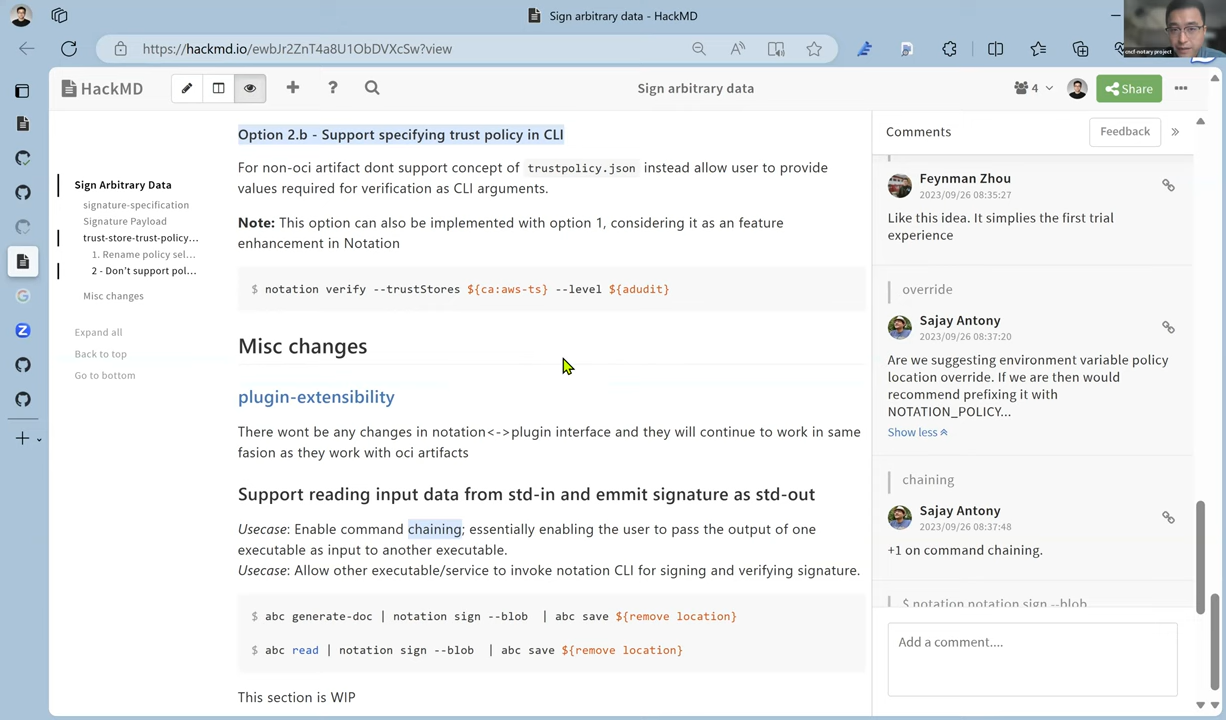 Sign arbitrary data - HackMD
https://hackmd.io/ewbJr2ZnT4a8U1ObDVXcSw?view
cncf-notary project
HackMD
Sign arbitrary data
4
Share
Sign Arbitrary Data
signature-specification
Signature Payload
trust-store-trust-policy…
1. Rename policy sel…
2 - Don't support pol…
Misc changes
Expand all
Back to top
Go to bottom
Option 2.b - Support specifying trust policy in CLI
For non-oci artifact dont support concept of trustpolicy.json instead allow user to provide
values required for verification as CLI arguments.
Note: This option can also be implemented with option 1, considering it as an feature
enhancement in Notation
$ notation verify --trustStores ${ca:aws-ts} --level ${adudit}
Misc changes
plugin-extensibility
There wont be any changes in notation<->plugin interface and they will continue to work in same
fasion as they work with oci artifacts
Support reading input data from std-in and emmit signature as std-out
Usecase: Enable command chaining; essentially enabling the user to pass the output of one
executable as input to another executable.
Usecase: Allow other executable/service to invoke notation CLI for signing and verifying signature.
$ abc generate-doc | notation sign --blob | abc save ${remove location}
$ abc read | notation sign --blob | abc save ${remove location}
This section is WIP
Comments
Feedback
Feynman Zhou
2023/09/26 08:35:27
Like this idea. It simplies the first trial
experience
override
Sajay Antony
2023/09/26 08:37:20
Are we suggesting environment variable policy
location override. If we are then would
recommend prefixing it with
NOTATION_POLICY...
Show less
chaining
Sajay Antony
2023/09/26 08:37:48
+1 on command chaining.
$ notation notation sign --blob
Add a comment....